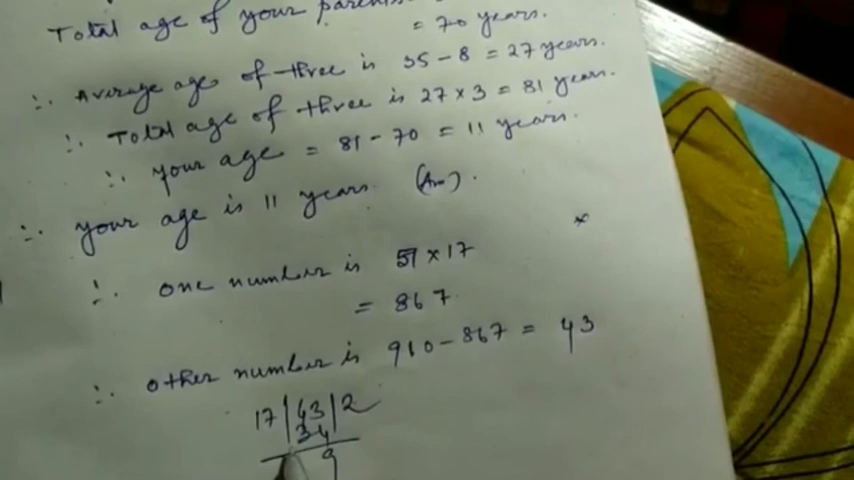 Total age of your parents
= 70 years.
∴ Average age of three is 35 - 8 = 27 years.
∴ Total age of three is 27 × 3 = 81 years.
∴ your age = 81 - 70 = 11 years.
∴ your age is 11 years. (Ans).
∴ one number is 51 × 17
= 867
∴ other number is 910 - 867 = 43
17 | 43 | 2
34
9